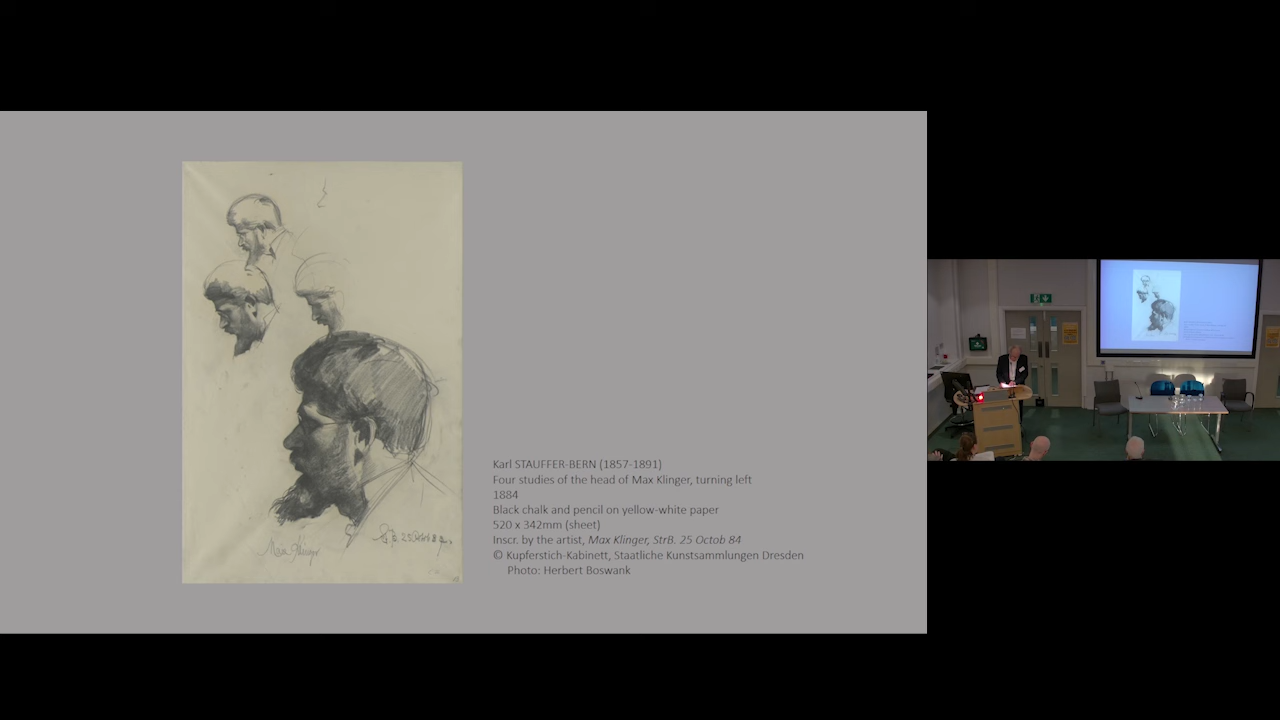 Max Klinger
Karl STAUFFER-BERN (1857-1891)
Four studies of the head of Max Klinger, turning left
1884
Black chalk and pencil on yellow-white paper
520 x 342mm (sheet)
Inscr. by the artist, Max Klinger, StrB. 25 Octob 84
© Kupferstich-Kabinett, Staatliche Kunstsammlungen Dresden
Photo: Herbert Boswank